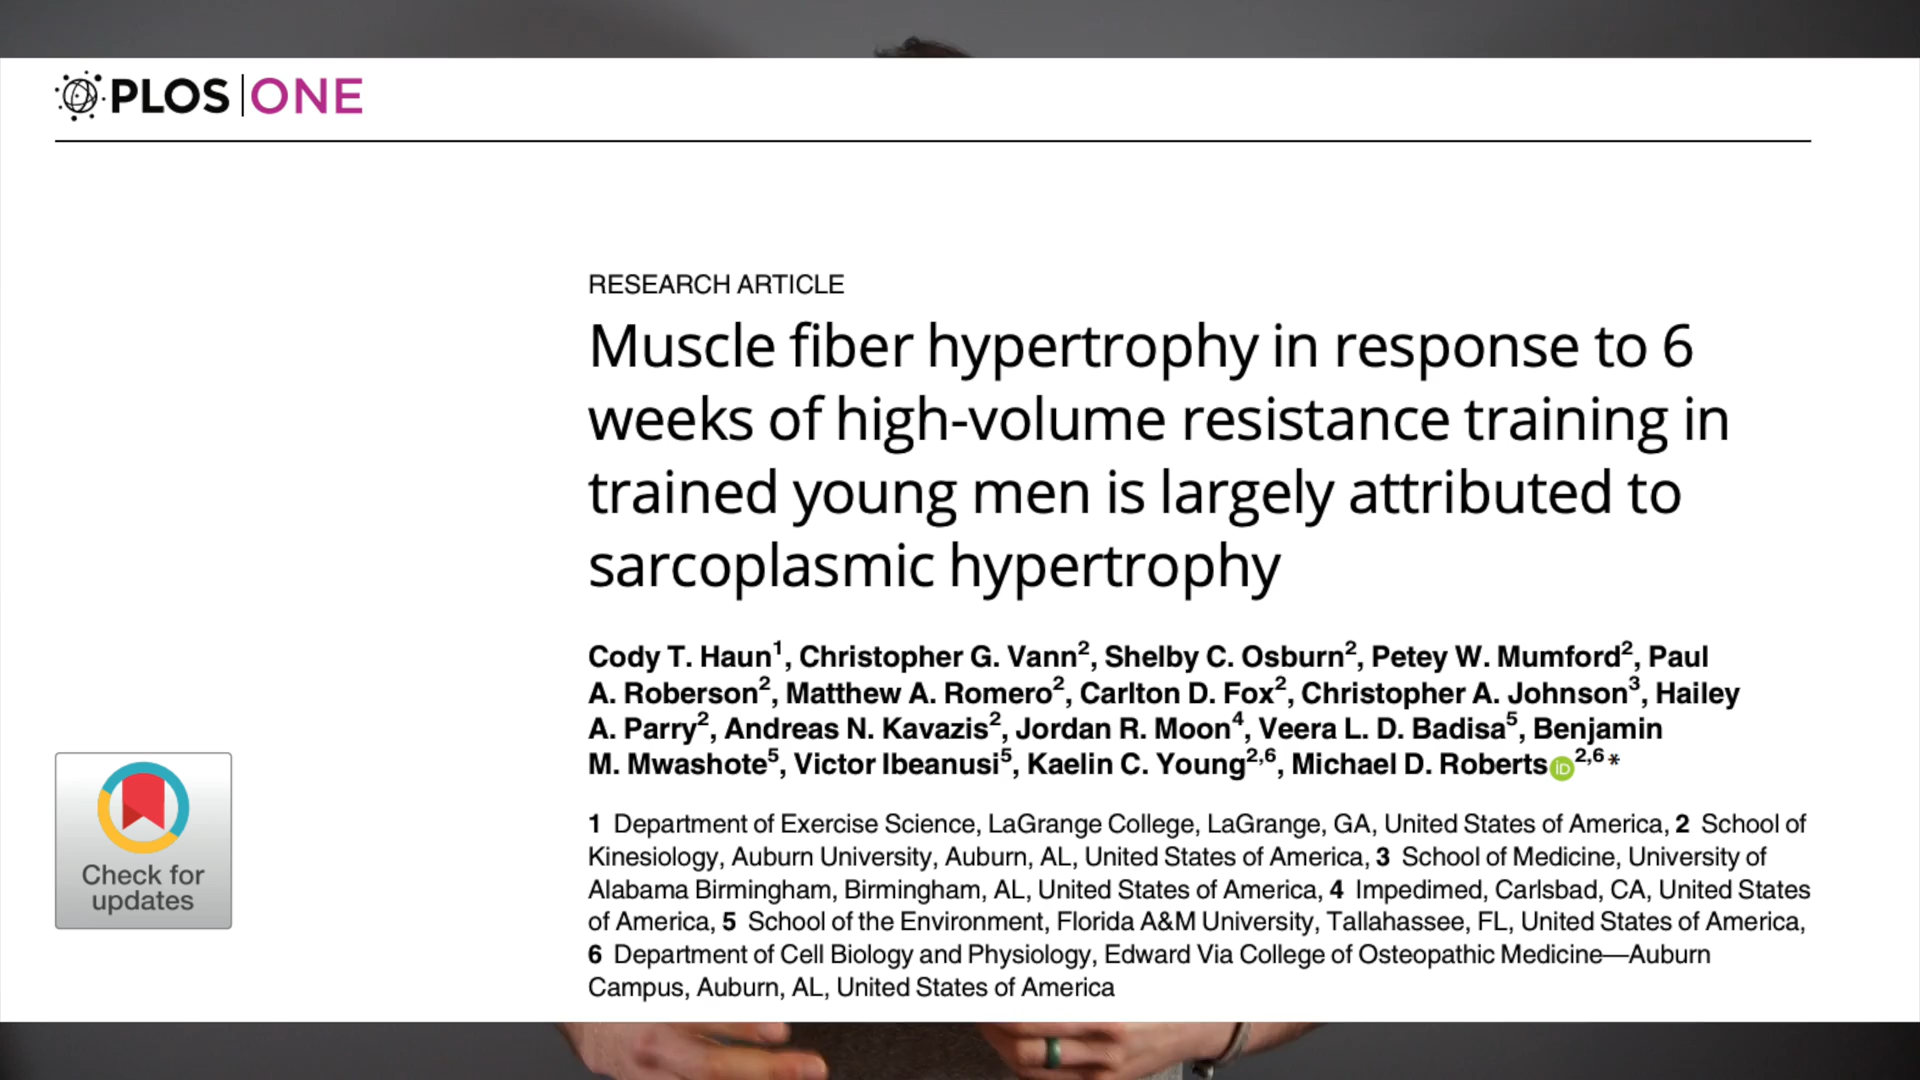 PLOS ONE
RESEARCH ARTICLE
Muscle fiber hypertrophy in response to 6
weeks of high-volume resistance training in
trained young men is largely attributed to
sarcoplasmic hypertrophy
Cody T. Haun1, Christopher G. Vann2, Shelby C. Osburn2, Petey W. Mumford2, Paul
A. Roberson2, Matthew A. Romero2, Carlton D. Fox2, Christopher A. Johnson3, Hailey
A. Parry2, Andreas N. Kavazis2, Jordan R. Moon4, Veera L. D. Badisa5, Benjamin
M. Mwashote5, Victor Ibeanusi5, Kaelin C. Young2,6, Michael D. Roberts iD 2,6*
Check for
updates
1 Department of Exercise Science, LaGrange College, LaGrange, GA, United States of America, 2 School of
Kinesiology, Auburn University, Auburn, AL, United States of America, 3 School of Medicine, University of
Alabama Birmingham, Birmingham, AL, United States of America, 4 Impedimed, Carlsbad, CA, United States
of America, 5 School of the Environment, Florida A&M University, Tallahassee, FL, United States of America,
6 Department of Cell Biology and Physiology, Edward Via College of Osteopathic Medicine—Auburn
Campus, Auburn, AL, United States of America